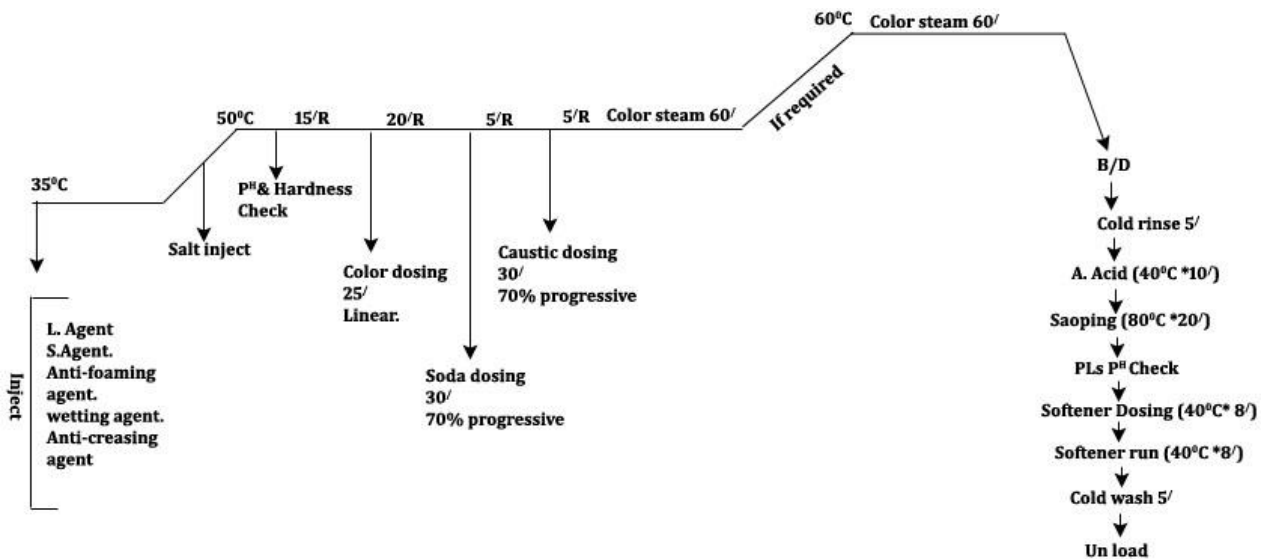 60⁰C
Color steam 60/
If required
50⁰C
15/R
20/R
5/R
5/R
Color steam 60/
35⁰C
Pᴴ& Hardness
Check
Salt inject
Color dosing
25/
Linear.
Caustic dosing
30/
70% progressive
Soda dosing
30/
70% progressive
Inject
L. Agent
S.Agent.
Anti-foaming
agent.
wetting agent.
Anti-creasing
agent
B/D
Cold rinse 5/
A. Acid (40⁰C *10/)
Saoping (80⁰C *20/)
PLs Pᴴ Check
Softener Dosing (40⁰C* 8/)
Softener run (40⁰C *8/)
Cold wash 5/
Un load